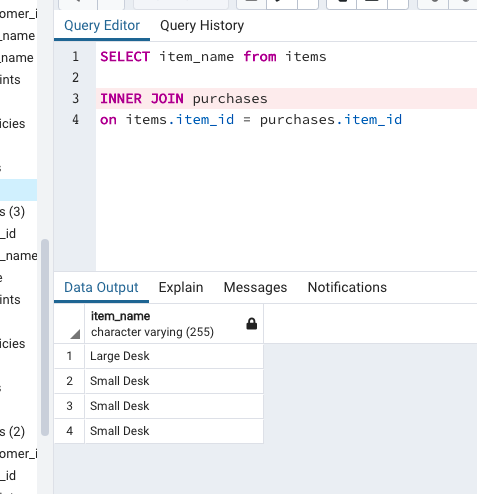 omer_i
_name
_name
ints
icies
s
s (3)
_id
_name
e
ints
icies
s
s (2)
omer_i
_id
Query Editor Query History
1 SELECT item_name from items
2
3 INNER JOIN purchases
4 on items.item_id = purchases.item_id
Data Output Explain Messages Notifications
item_name
character varying (255)
1 Large Desk
2 Small Desk
3 Small Desk
4 Small Desk